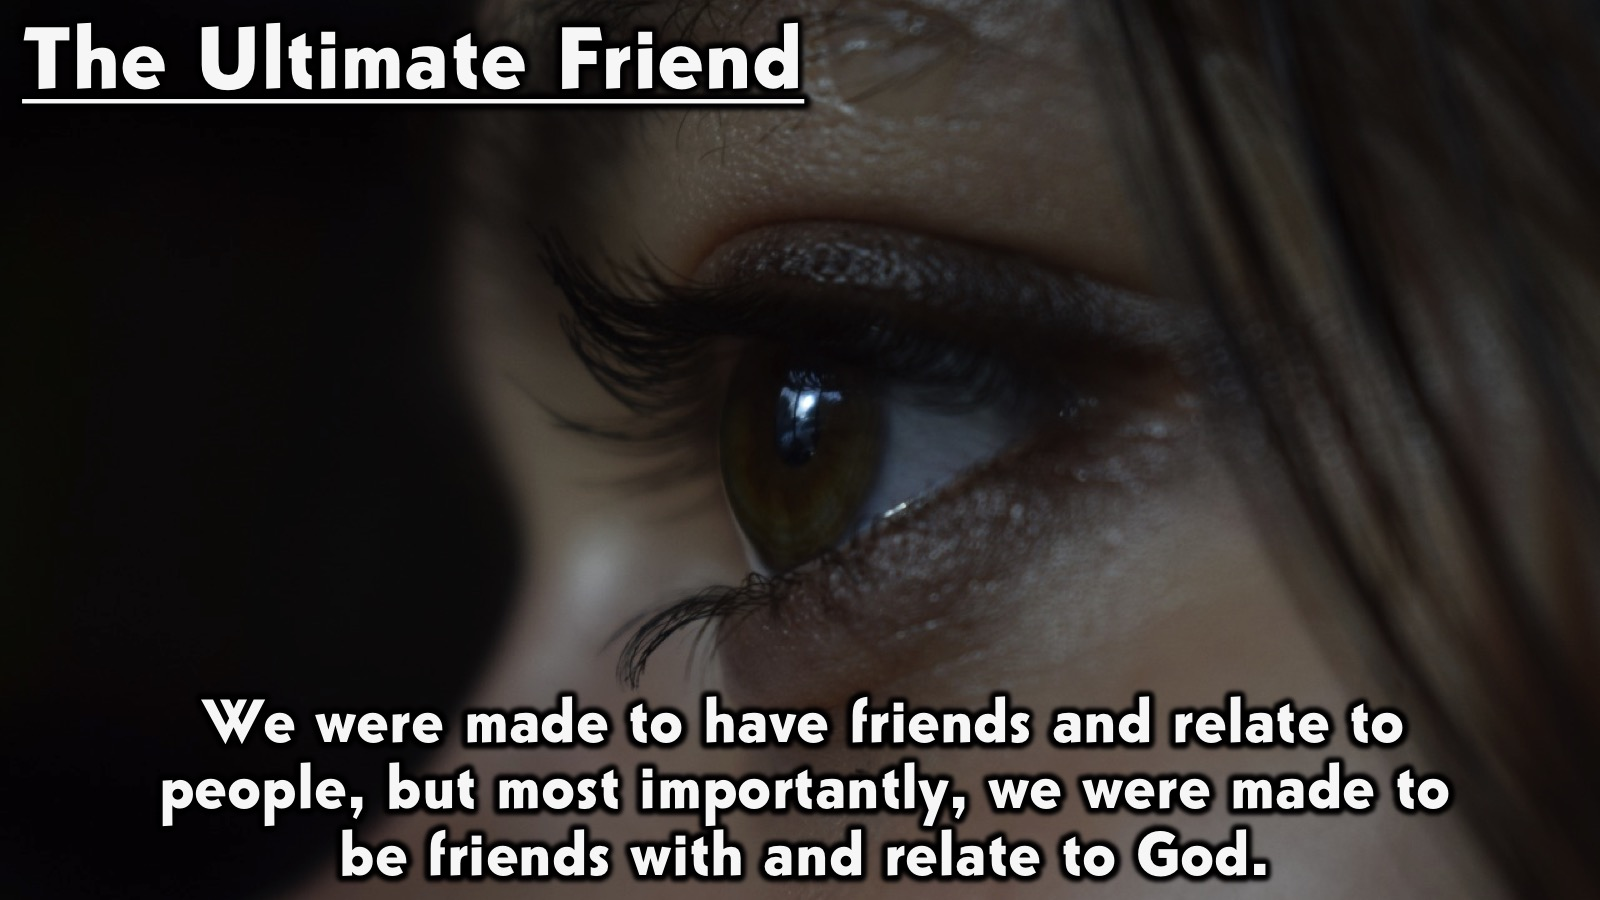 The Ultimate Friend
We were made to have friends and relate to
people, but most importantly, we were made to
be friends with and relate to God.